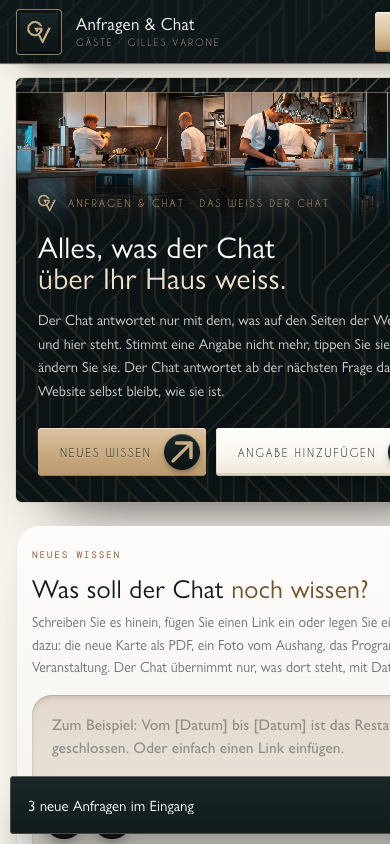 GV
Anfragen & Chat
GÄSTE · GILLES VARONE
GV
ANFRAGEN & CHAT · DAS WEISS DER CHAT
Alles, was der Chat
über Ihr Haus weiss.
Der Chat antwortet nur mit dem, was auf den Seiten der We
und hier steht. Stimmt eine Angabe nicht mehr, tippen Sie sie
ändern Sie sie. Der Chat antwortet ab der nächsten Frage da
Website selbst bleibt, wie sie ist.
NEUES WISSEN
ANGABE HINZUFÜGEN
NEUES WISSEN
Was soll der Chat noch wissen?
Schreiben Sie es hinein, fügen Sie einen Link ein oder legen Sie ei
dazu: die neue Karte als PDF, ein Foto vom Aushang, das Progra
Veranstaltung. Der Chat übernimmt nur, was dort steht, mit Dat
Zum Beispiel: Vom [Datum] bis [Datum] ist das Resta
geschlossen. Oder einfach einen Link einfügen.
3 neue Anfragen im Eingang